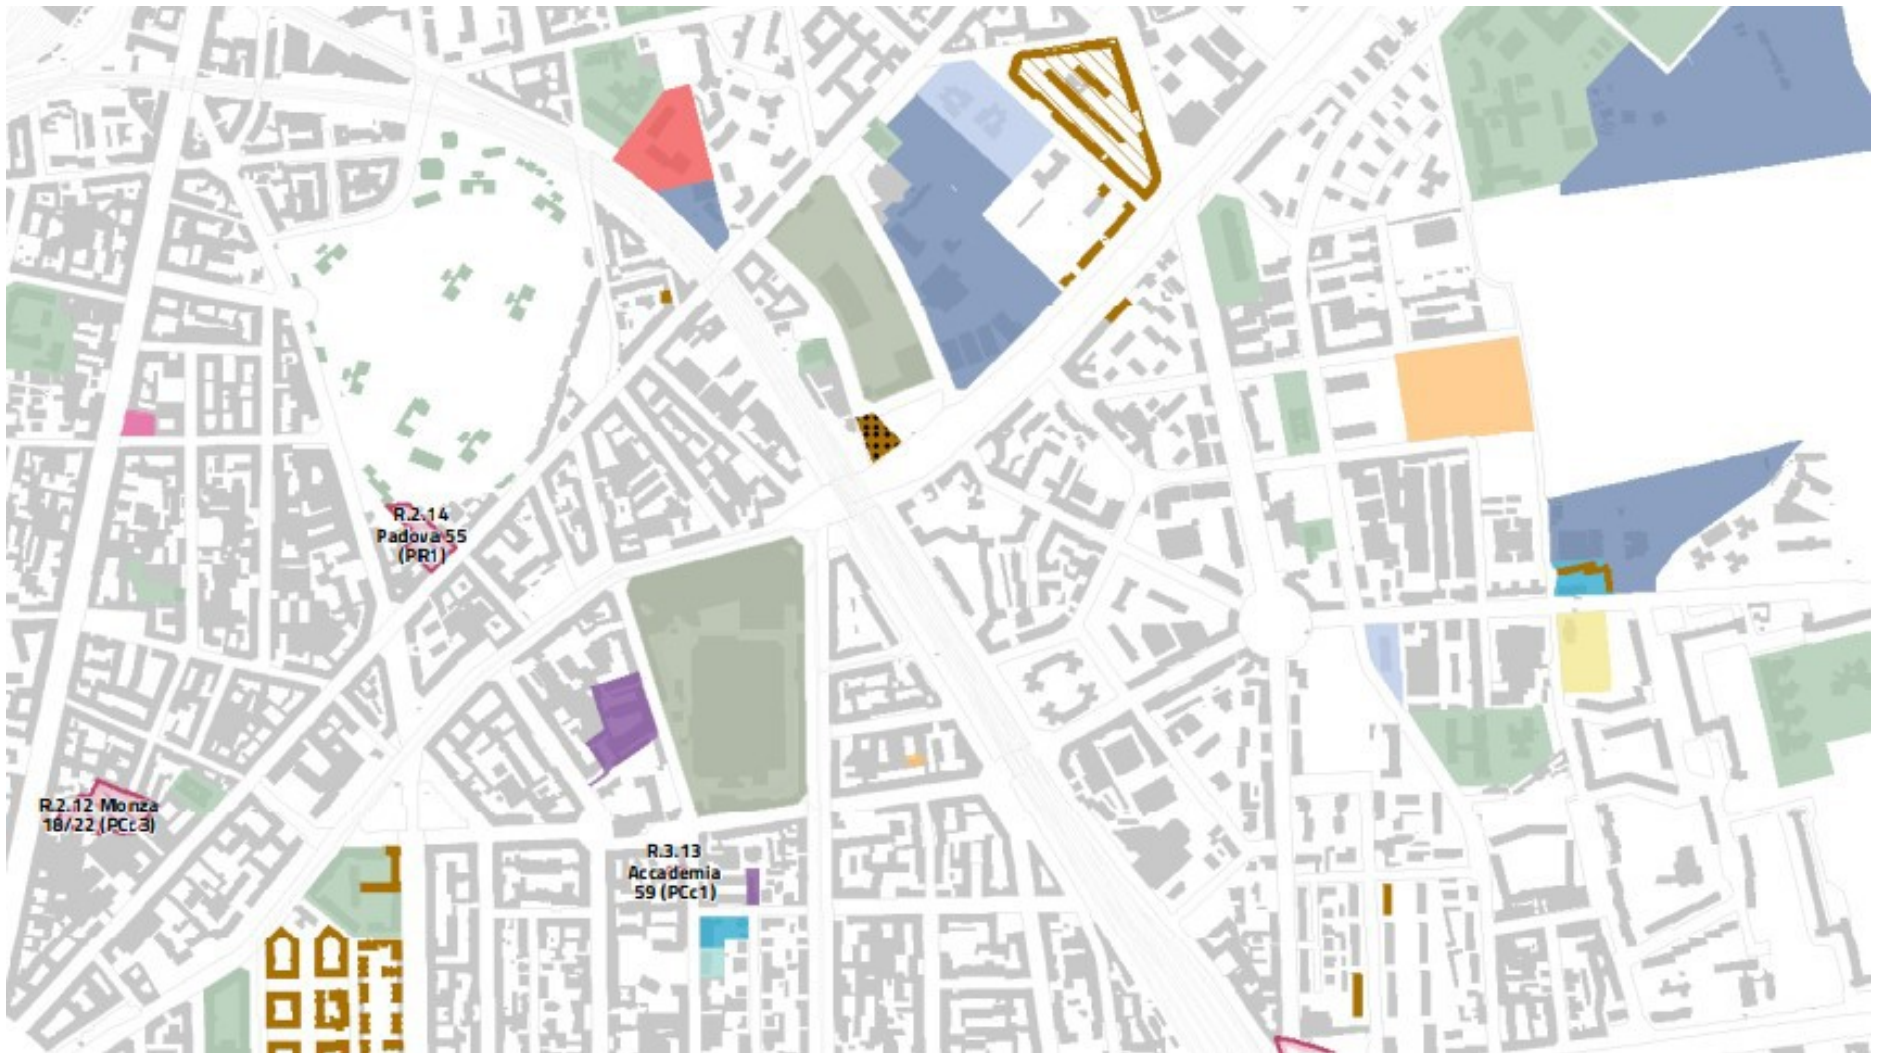 R.2.14
Padova 55
(PR1)
R.2.12 Monza
18/22 (PCc3)
R.3.13
Accademia
59 (PCc1)